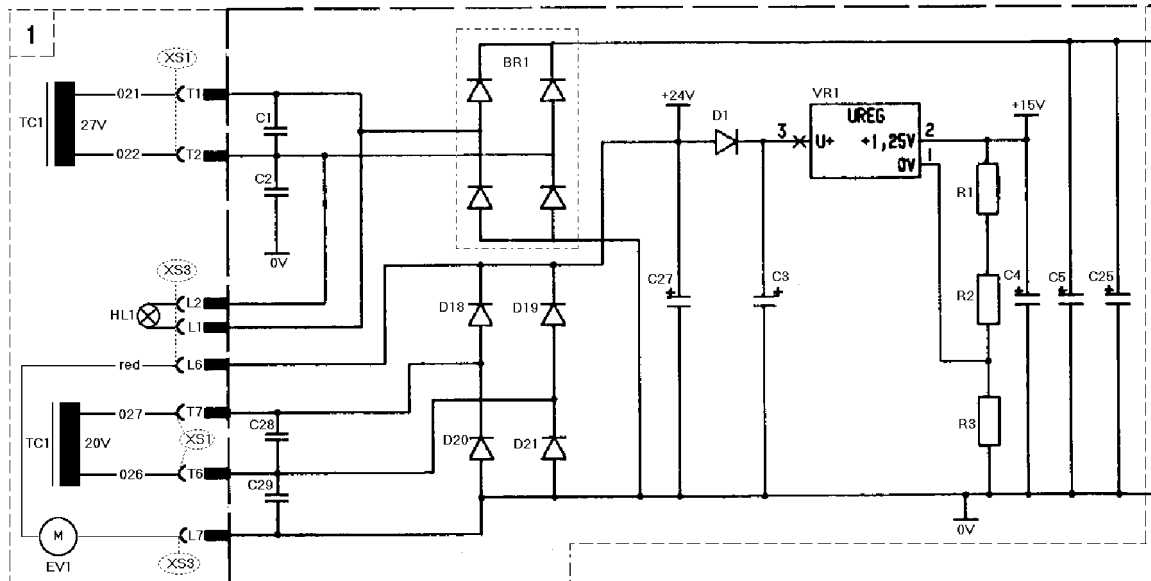 1
XS1
BR1
021
T1
TC1
27V
C1
022
T2
C2
0V
+24V
D1
VR1
UREG
+15V
3
U+
+1,25V
2
0V
1
R1
XS3
L2
HL1
L1
D18
D19
C27
+
C3
+
R2
C4
+
C5
+
C25
+
red
L6
027
T7
TC1
20V
XS1
C28
D20
D21
R3
026
T6
C29
M
L7
EV1
XS3
0V